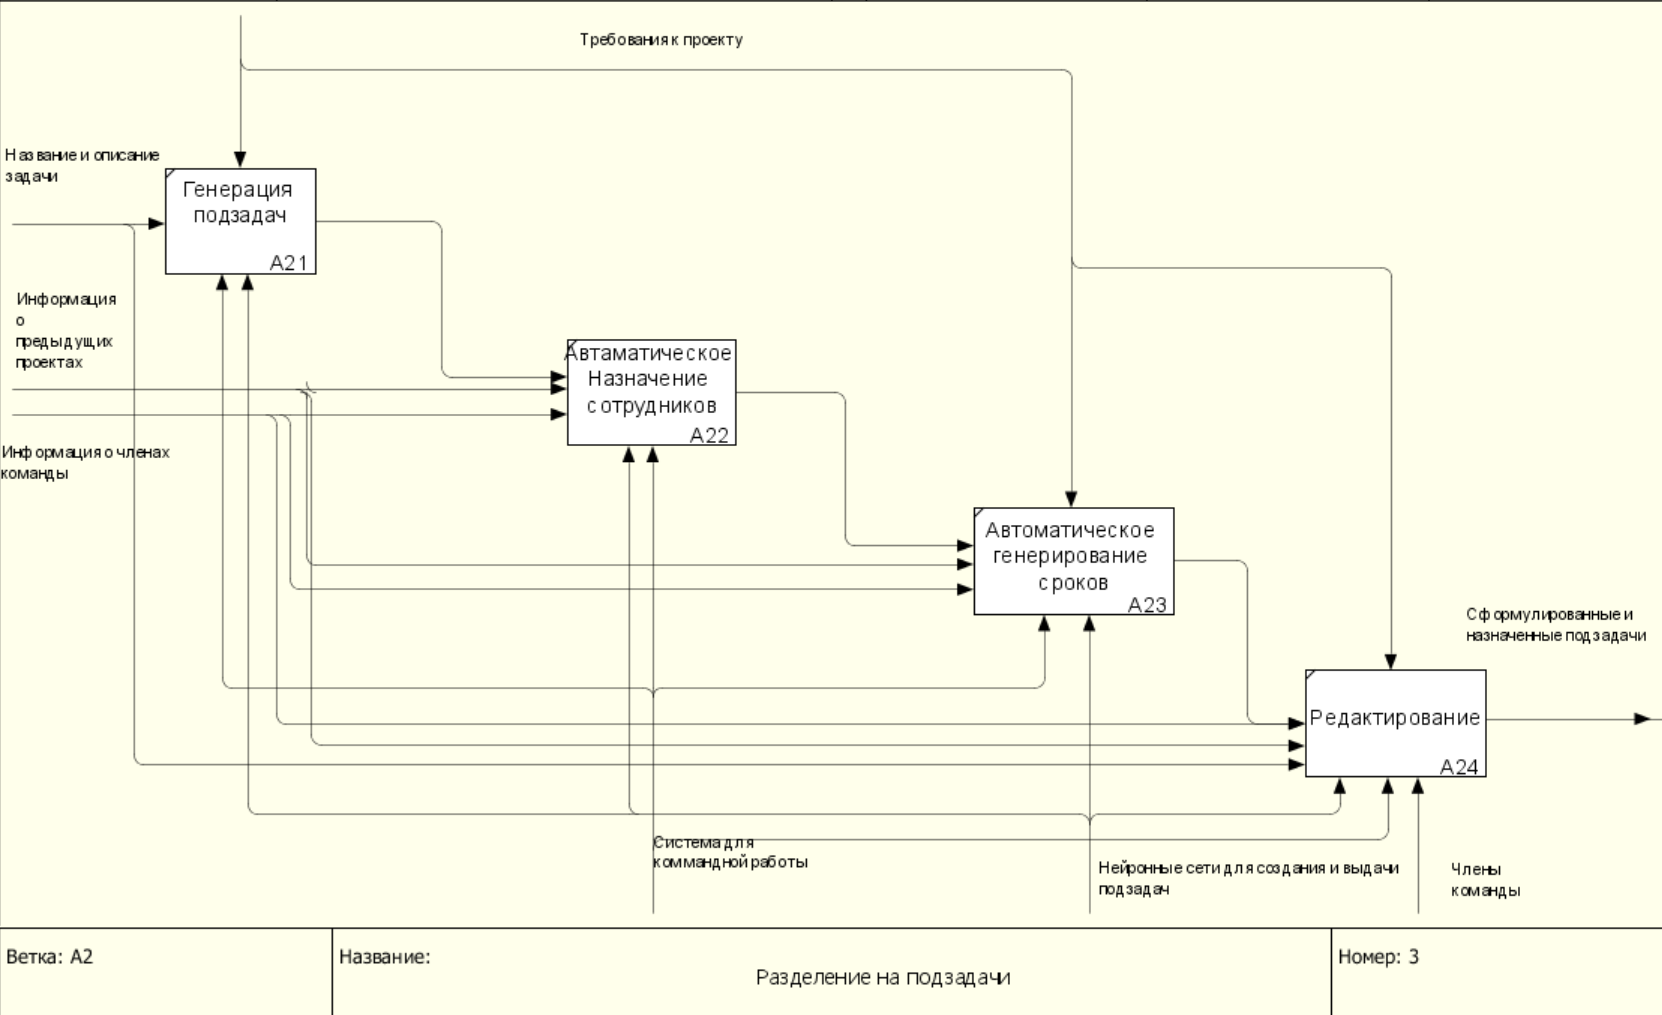 Требования к проекту
Название и описание
задачи
Генерация
подзадач
A21
Информация
о
предыдущих
проектах
Автаматическое
Назначение
сотрудников
A22
Информация о членах
команды
Автоматическое
генерирование
сроков
A23
Сформулированные и
назначенные подзадачи
Редактирование
A24
Система для
коммандной работы
Нейронные сети для создания и выдачи
подзадач
Члены
команды
Ветка: A2
Название:
Разделение на подзадачи
Номер: 3